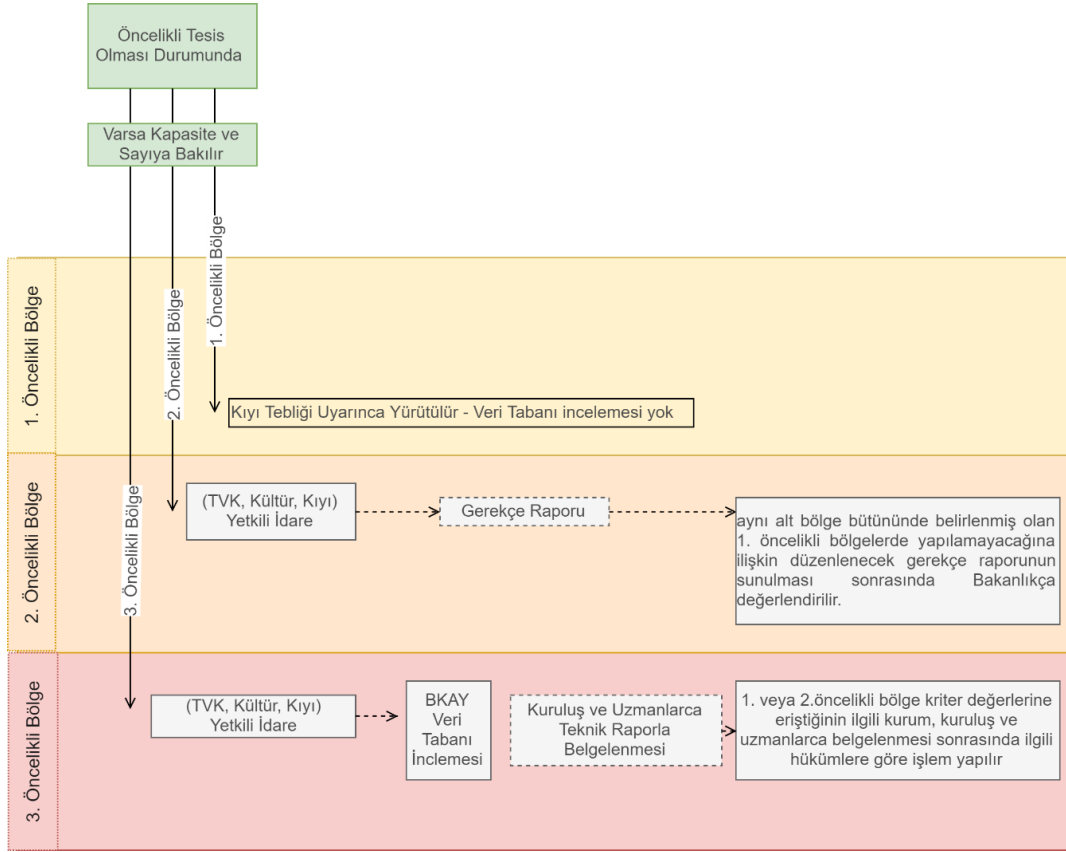 Öncelikli Tesis
Olması Durumunda
Varsa Kapasite ve
Sayıya Bakılır
1. Öncelikli Bölge
2. Öncelikli Bölge
3. Öncelikli Bölge
1. Öncelikli Bölge
Kıyı Tebliği Uyarınca Yürütülür - Veri Tabanı incelemesi yok
2. Öncelikli Bölge
(TVK, Kültür, Kıyı)
Yetkili İdare
Gerekçe Raporu
aynı alt bölge bütününde belirlenmiş olan
1. öncelikli bölgelerde yapılamayacağına
ilişkin düzenlenecek gerekçe raporunun
sunulması sonrasında Bakanlıkça
değerlendirilir.
3. Öncelikli Bölge
(TVK, Kültür, Kıyı)
Yetkili İdare
BKAY
Veri
Tabanı
İnclemesi
Kuruluş ve Uzmanlarca
Teknik Raporla
Belgelenmesi
1. veya 2.öncelikli bölge kriter değerlerine
eriştiğinin ilgili kurum, kuruluş ve
uzmanlarca belgelenmesi sonrasında ilgili
hükümlere göre işlem yapılır